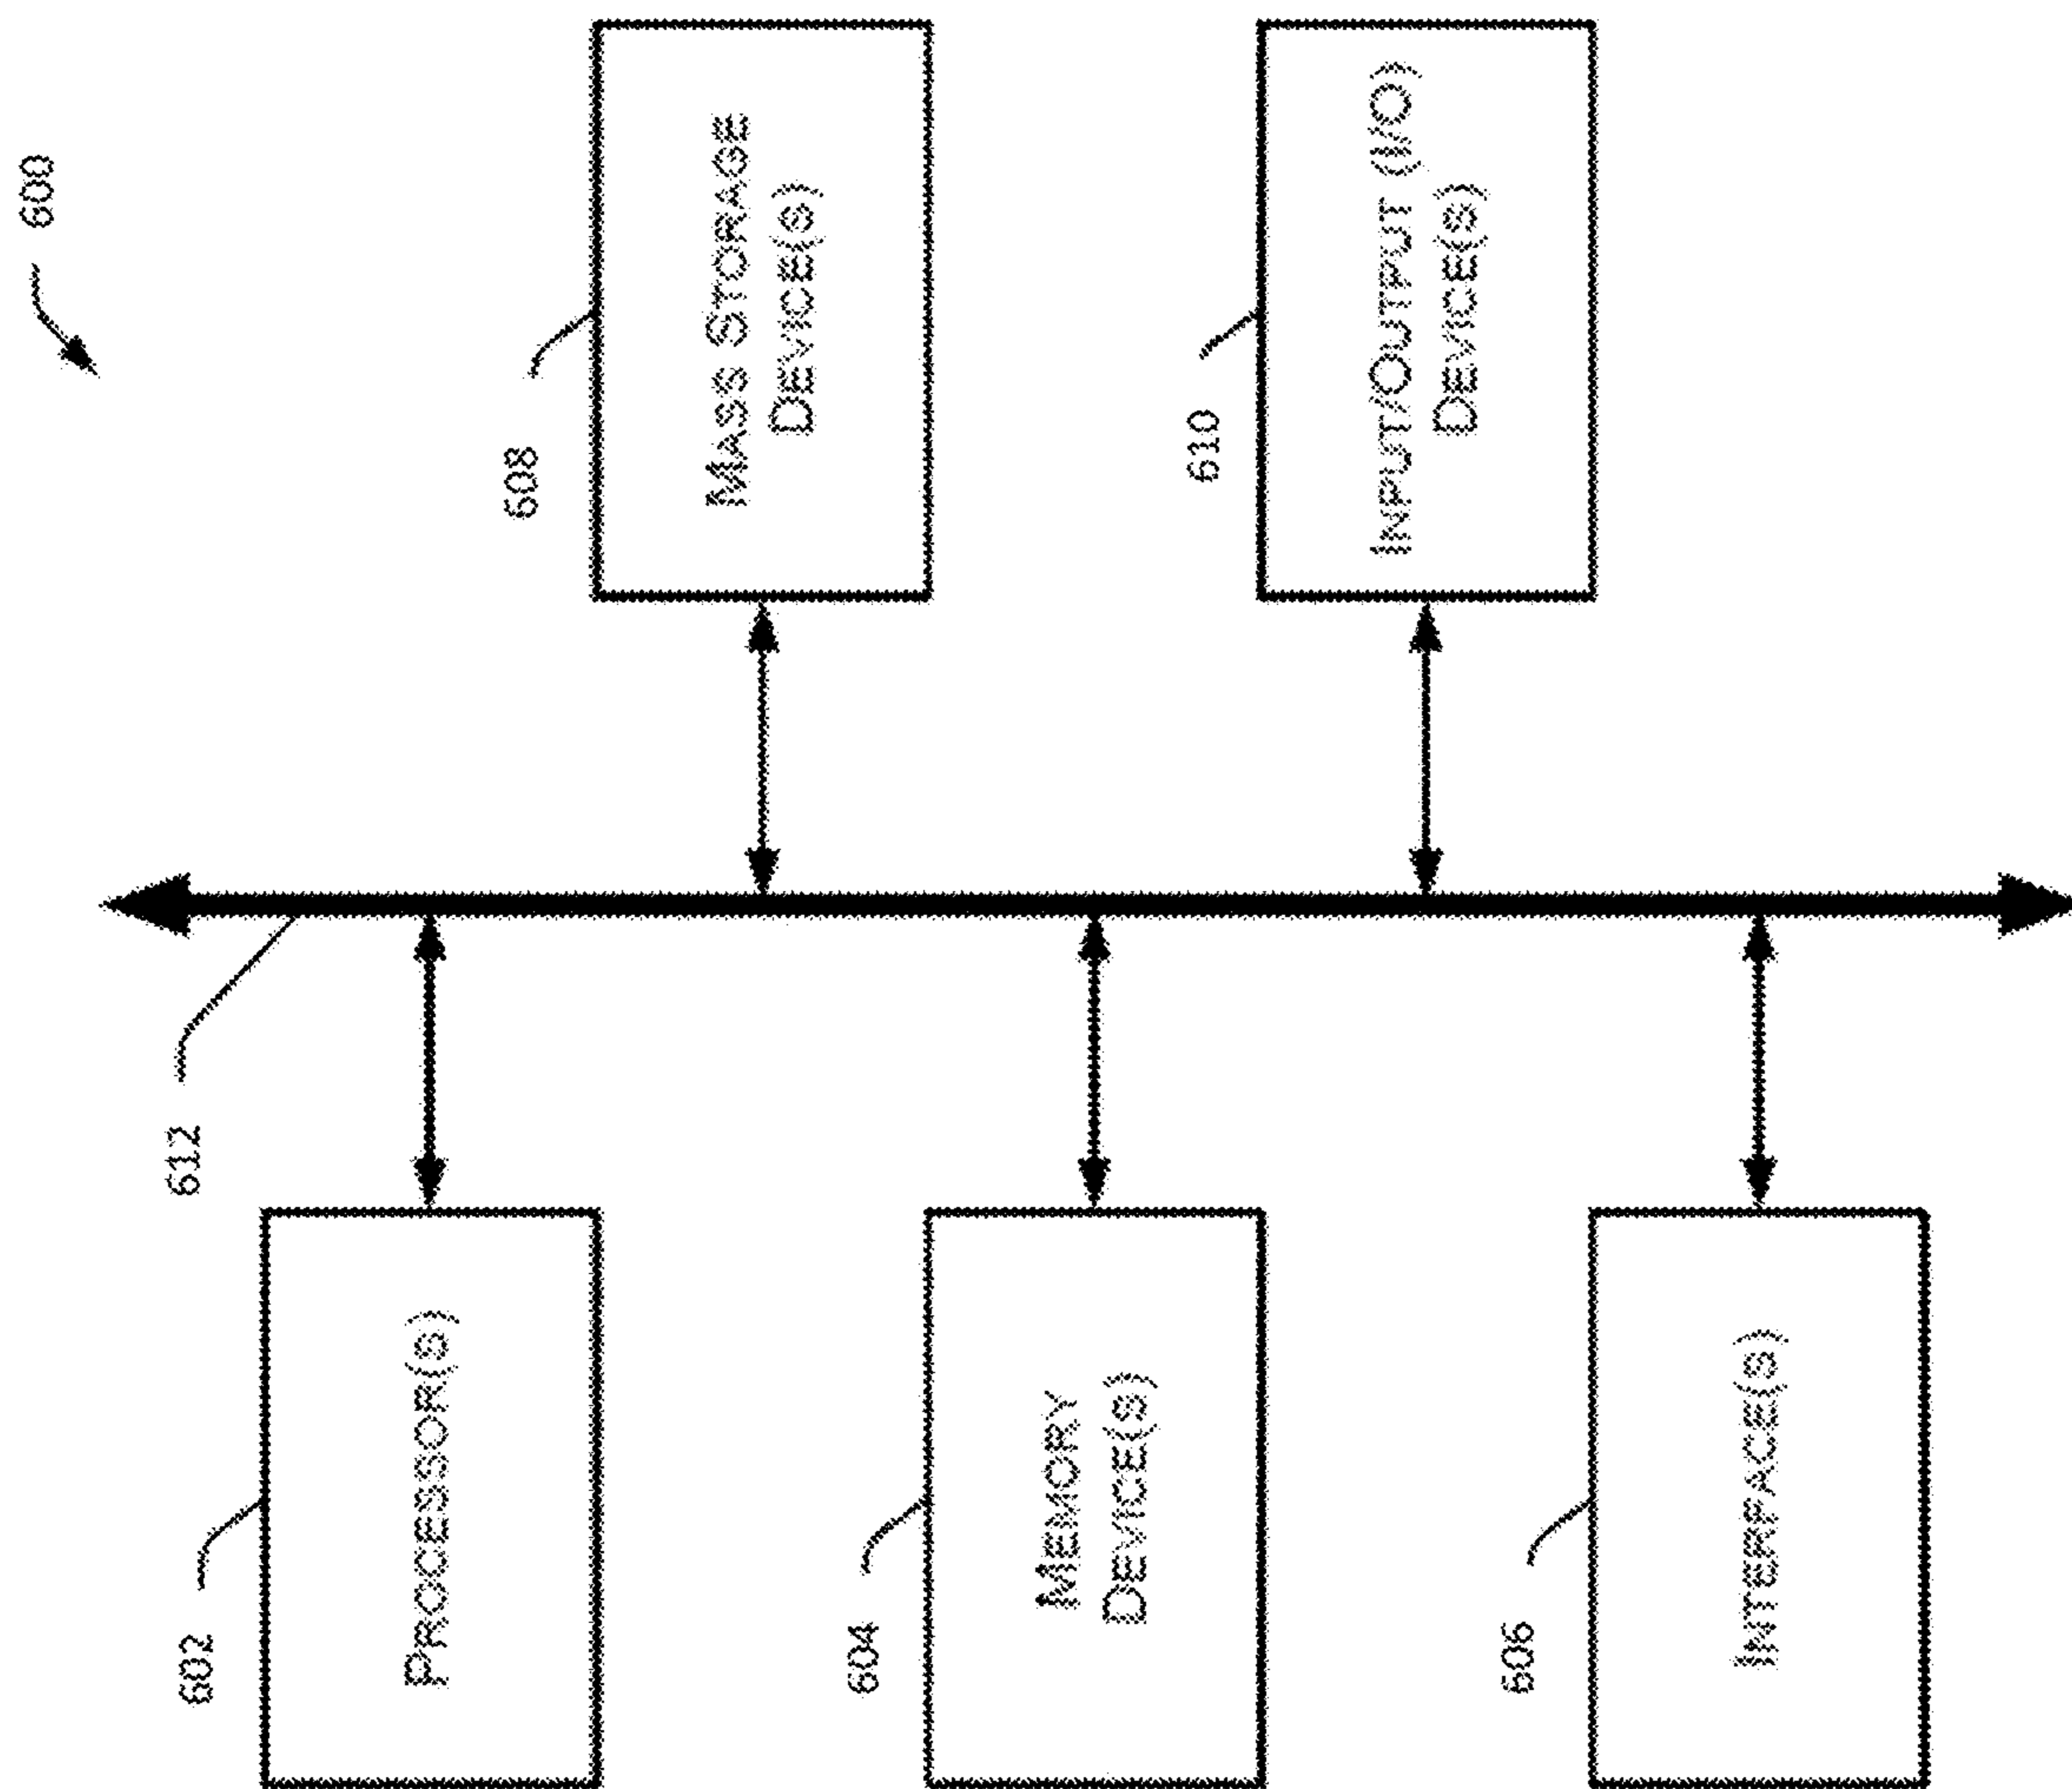 600
602
PROCESSOR(S)
612
608
MASS STORAGE
DEVICE(S)
604
MEMORY
DEVICE(S)
610
INPUT/OUTPUT (I/O)
DEVICE(S)
606
INTERFACE(S)